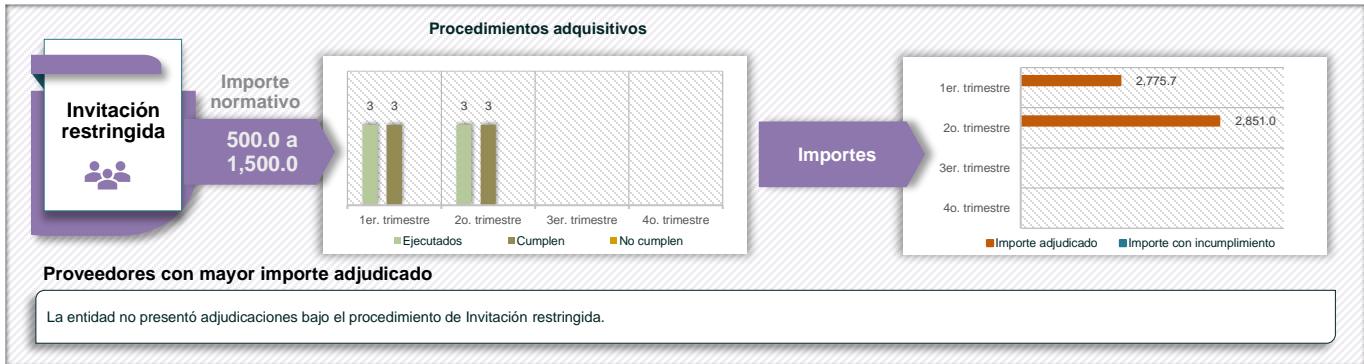 Procedimientos adquisitivos
Invitación
restringida
Importe
normativo
500.0 a
1,500.0
3 3 3 3
1er. trimestre 2o. trimestre 3er. trimestre 4o. trimestre
Ejecutados Cumplen No cumplen
Importes
1er. trimestre 2,775.7
2o. trimestre 2,851.0
3er. trimestre
4o. trimestre
Importe adjudicado Importe con incumplimiento
Proveedores con mayor importe adjudicado
La entidad no presentó adjudicaciones bajo el procedimiento de Invitación restringida.